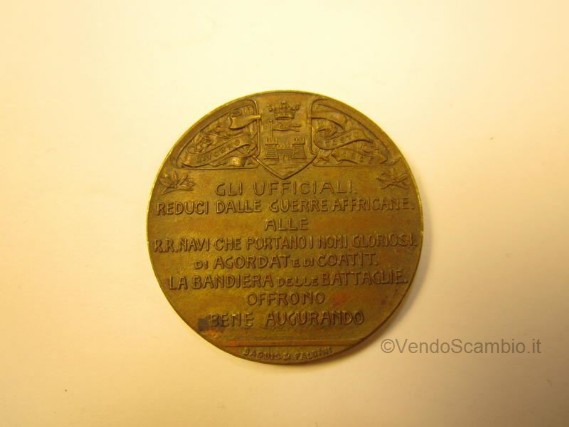 GLI UFFICIALI
REDUCI DALLE GUERRE AFFRICANE
ALLE
R.R. NAVI CHE PORTANO I NOMI GLORIOSI
DI AGORDAT E DI COATIT.
LA BANDIERA DELLE BATTAGLIE.
OFFRONO
BENE AUGURANDO
©VendoScambio.it